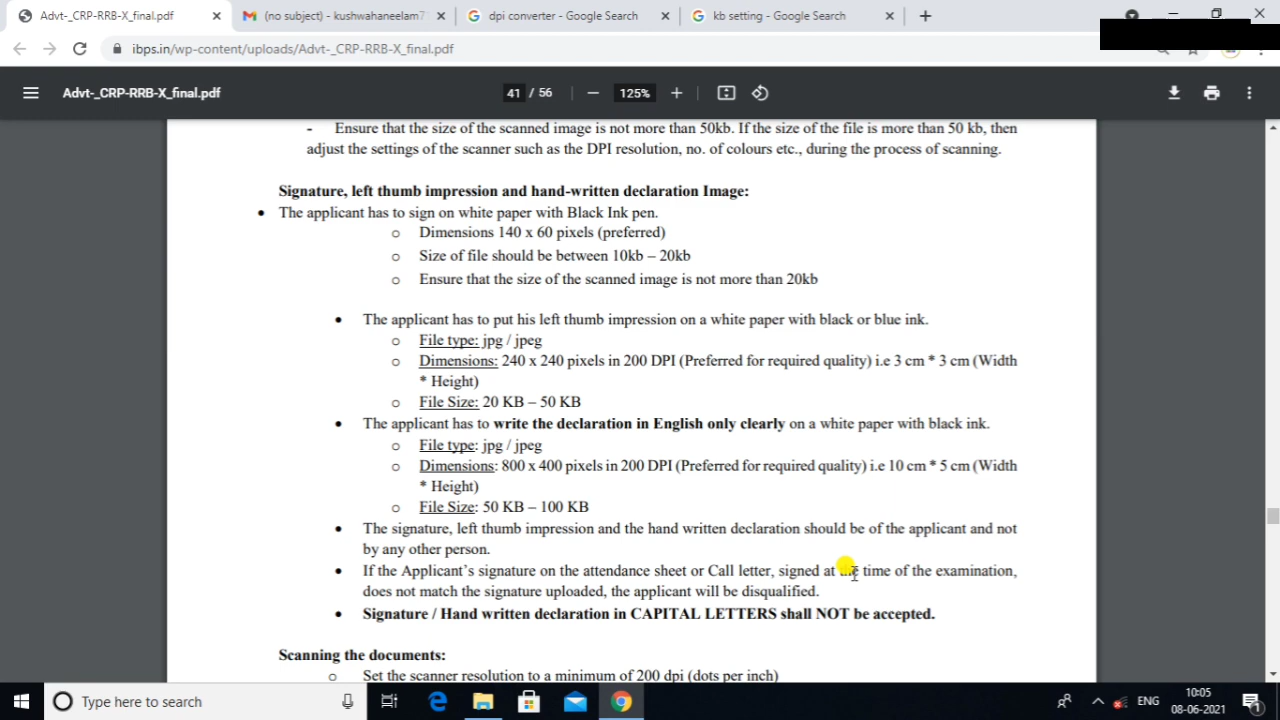 Advt-_CRP-RRB-X_final.pdf
(no subject) - kushwahaneelam7
dpi converter - Google Search
kb setting - Google Search
ibps.in/wp-content/uploads/Advt-_CRP-RRB-X_final.pdf
Advt-_CRP-RRB-X_final.pdf
41 / 56
125%
- Ensure that the size of the scanned image is not more than 50kb. If the size of the file is more than 50 kb, then
adjust the settings of the scanner such as the DPI resolution, no. of colours etc., during the process of scanning.
Signature, left thumb impression and hand-written declaration Image:
• The applicant has to sign on white paper with Black Ink pen.
o Dimensions 140 x 60 pixels (preferred)
o Size of file should be between 10kb – 20kb
o Ensure that the size of the scanned image is not more than 20kb
• The applicant has to put his left thumb impression on a white paper with black or blue ink.
o File type: jpg / jpeg
o Dimensions: 240 x 240 pixels in 200 DPI (Preferred for required quality) i.e 3 cm * 3 cm (Width
* Height)
o File Size: 20 KB – 50 KB
• The applicant has to write the declaration in English only clearly on a white paper with black ink.
o File type: jpg / jpeg
o Dimensions: 800 x 400 pixels in 200 DPI (Preferred for required quality) i.e 10 cm * 5 cm (Width
* Height)
o File Size: 50 KB – 100 KB
• The signature, left thumb impression and the hand written declaration should be of the applicant and not
by any other person.
• If the Applicant's signature on the attendance sheet or Call letter, signed at the time of the examination,
does not match the signature uploaded, the applicant will be disqualified.
• Signature / Hand written declaration in CAPITAL LETTERS shall NOT be accepted.
Scanning the documents:
o Set the scanner resolution to a minimum of 200 dpi (dots per inch)
Type here to search
ENG
10:05
08-06-2021
1